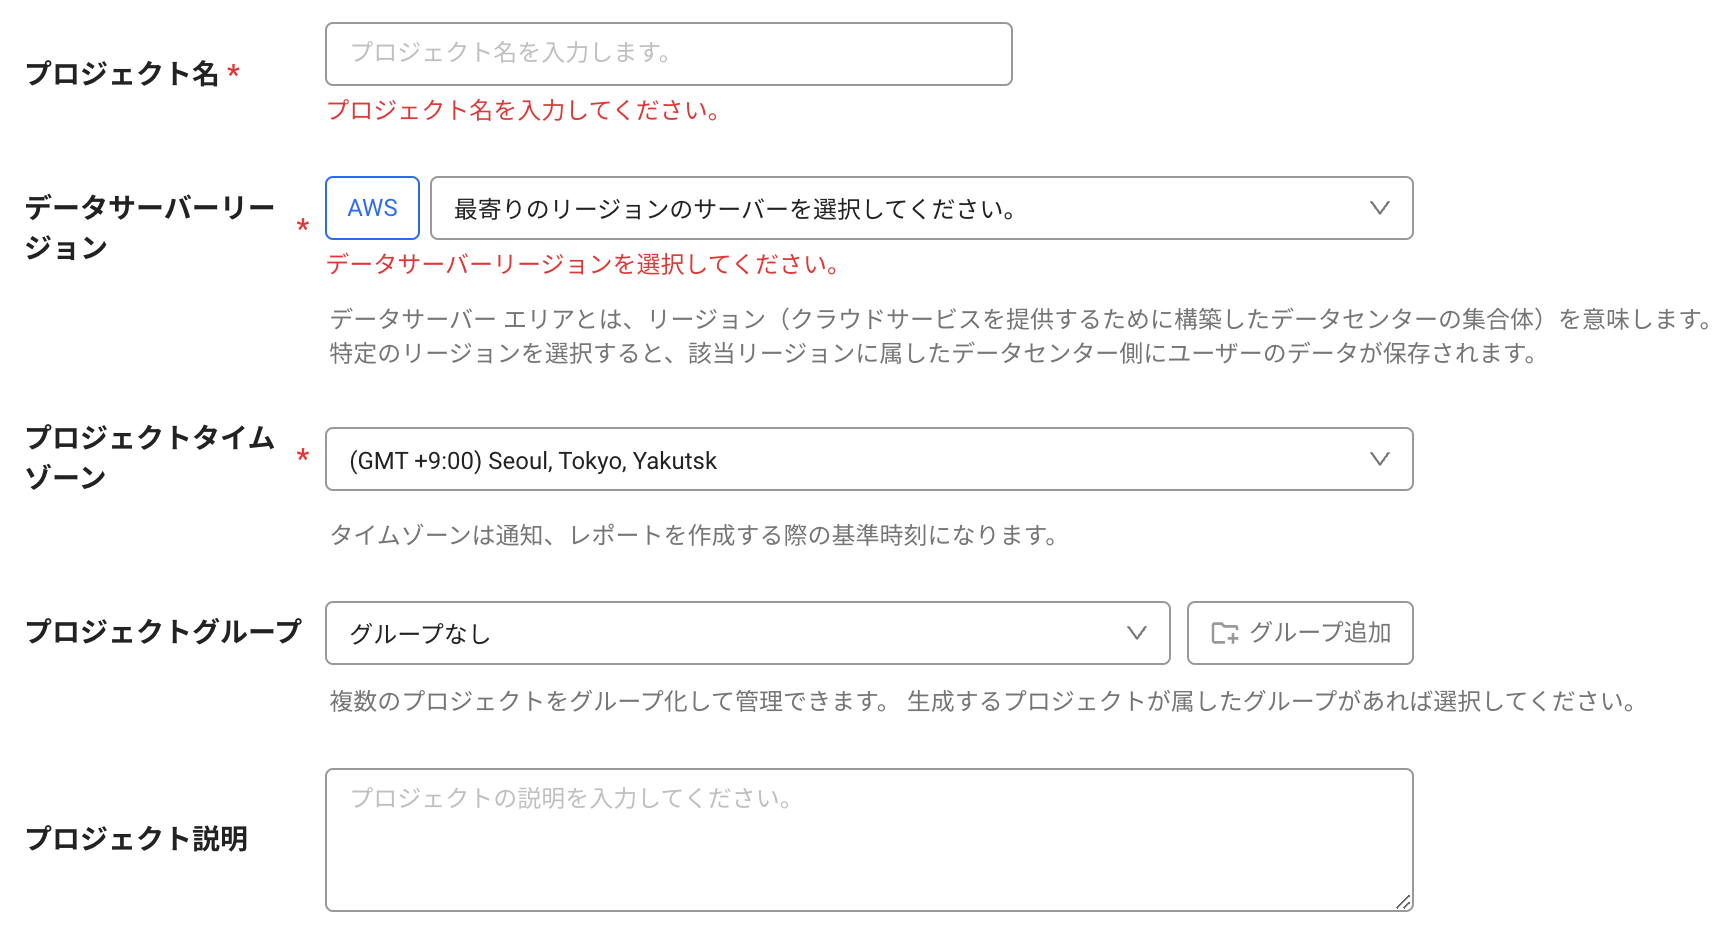 プロジェクト名 *
プロジェクト名を入力します。
プロジェクト名を入力してください。
データサーバーリー
ジョン
*
AWS
最寄りのリージョンのサーバーを選択してください。
データサーバーリージョンを選択してください。
データサーバー エリアとは、リージョン（クラウドサービスを提供するために構築したデータセンターの集合体）を意味します。
特定のリージョンを選択すると、該当リージョンに属したデータセンター側にユーザーのデータが保存されます。
プロジェクトタイム
ゾーン
*
(GMT +9:00) Seoul, Tokyo, Yakutsk
タイムゾーンは通知、レポートを作成する際の基準時刻になります。
プロジェクトグループ
グループなし
グループ追加
複数のプロジェクトをグループ化して管理できます。 生成するプロジェクトが属したグループがあれば選択してください。
プロジェクト説明
プロジェクトの説明を入力してください。